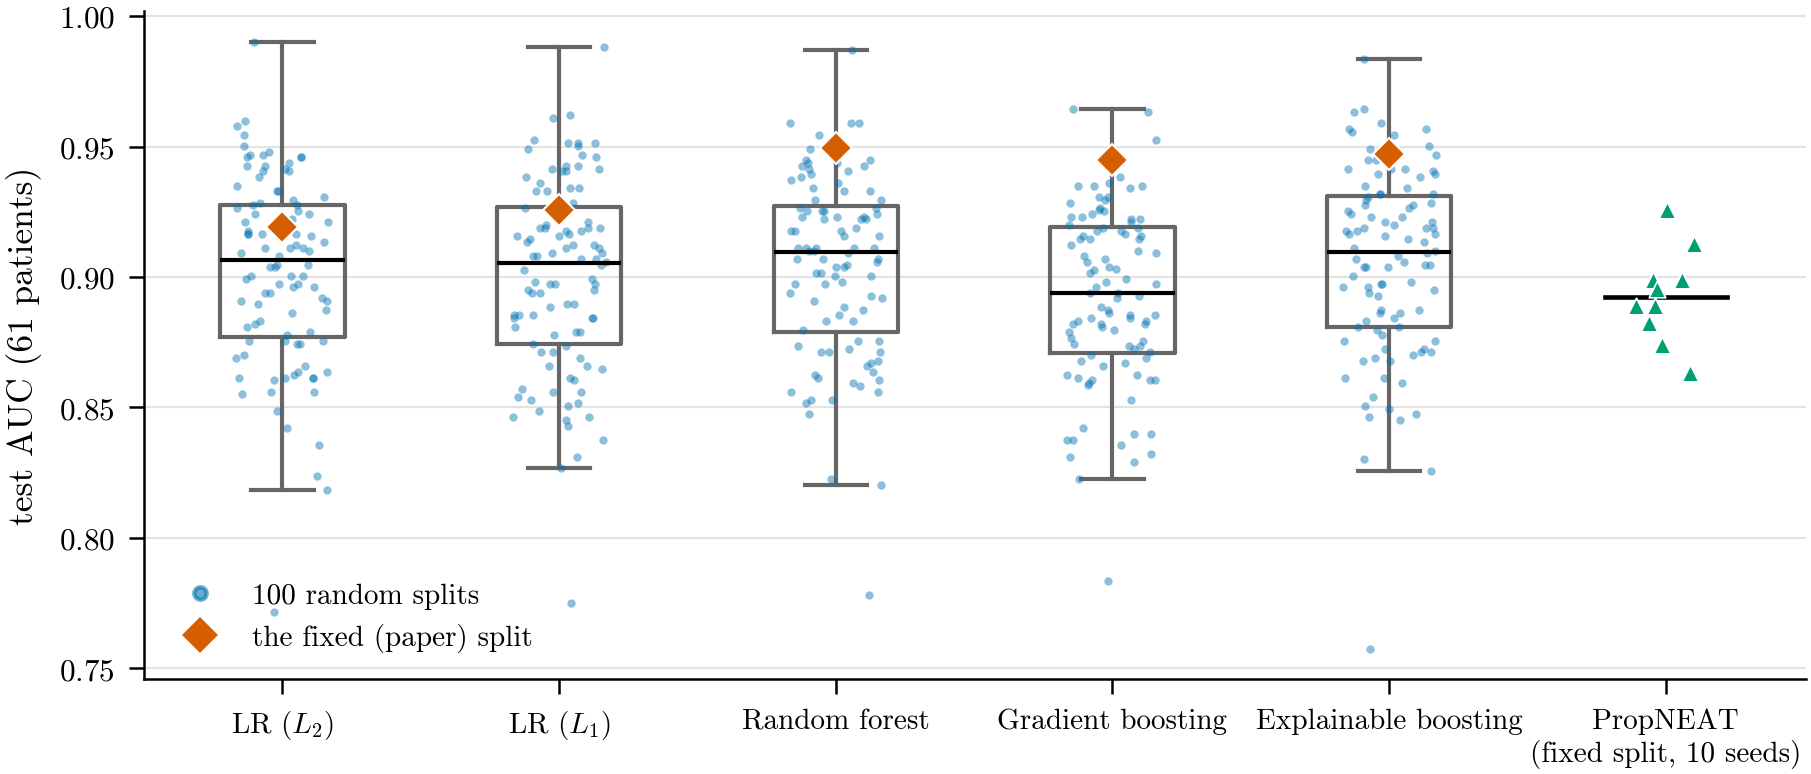 test AUC (61 patients)
1.00
0.95
0.90
0.85
0.80
0.75
100 random splits
the fixed (paper) split
LR (L₂)
LR (L₁)
Random forest
Gradient boosting
Explainable boosting
PropNEAT
(fixed split, 10 seeds)